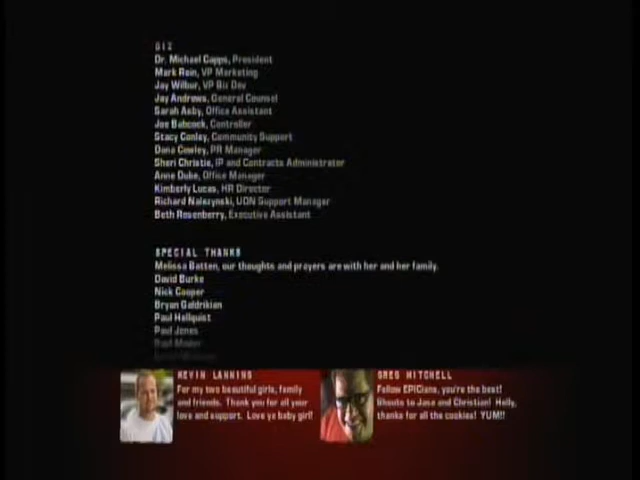 BIZ
Dr. Michael Capps, President
Mark Rein, VP Marketing
Jay Wilbur, VP Biz Dev
Jay Andrews, General Counsel
Sarah Asby, Office Assistant
Joe Babcock, Controller
Stacy Conley, Community Support
Dana Cowley, PR Manager
Sheri Christie, IP and Contracts Administrator
Anne Duke, Office Manager
Kimberly Lucas, HR Director
Richard Nalezynski, UDN Support Manager
Beth Rosenberry, Executive Assistant
SPECIAL THANKS
Melissa Batten, our thoughts and prayers are with her and her family.
David Burke
Nick Cooper
Bryan Galdrikian
Paul Hellquist
Paul Jones
Paul
KEVIN LANNING
For my two beautiful girls, family
and friends. Thank you for all your
love and support. Love ya baby girl!
GREG MITCHELL
Fellow EPICians, you're the best!
Shouts to Jane and Christian! Holly,
thanks for all the cookies! YUM!!